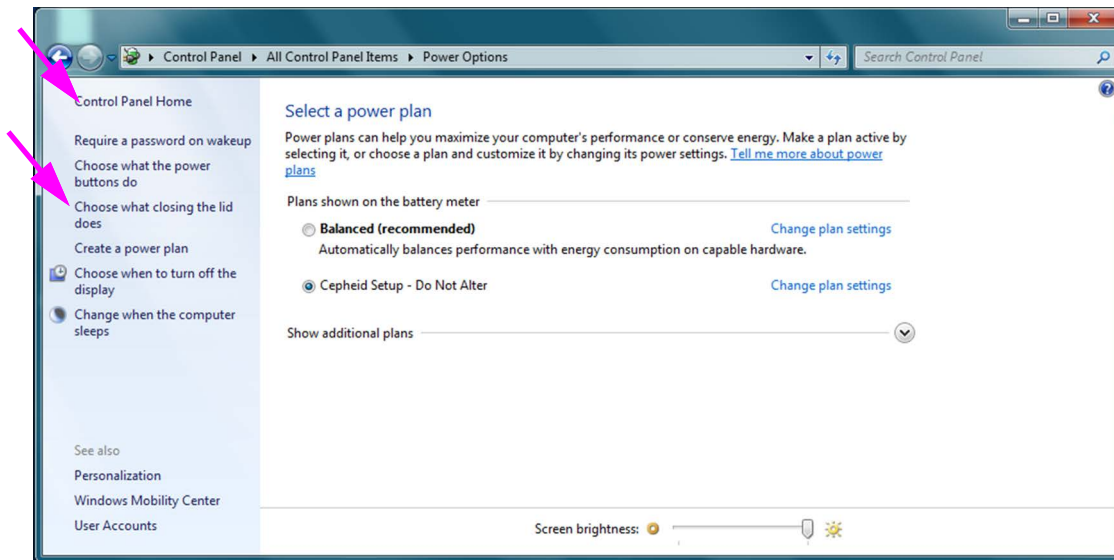 Control Panel ▸ All Control Panel Items ▸ Power Options
Search Control Panel
Control Panel Home
Require a password on wakeup
Choose what the power
buttons do
Choose what closing the lid
does
Create a power plan
Choose when to turn off the
display
Change when the computer
sleeps
See also
Personalization
Windows Mobility Center
User Accounts
Select a power plan
Power plans can help you maximize your computer's performance or conserve energy. Make a plan active by
selecting it, or choose a plan and customize it by changing its power settings. Tell me more about power
plans
Plans shown on the battery meter
Balanced (recommended) Change plan settings
Automatically balances performance with energy consumption on capable hardware.
Cepheid Setup - Do Not Alter Change plan settings
Show additional plans
Screen brightness: